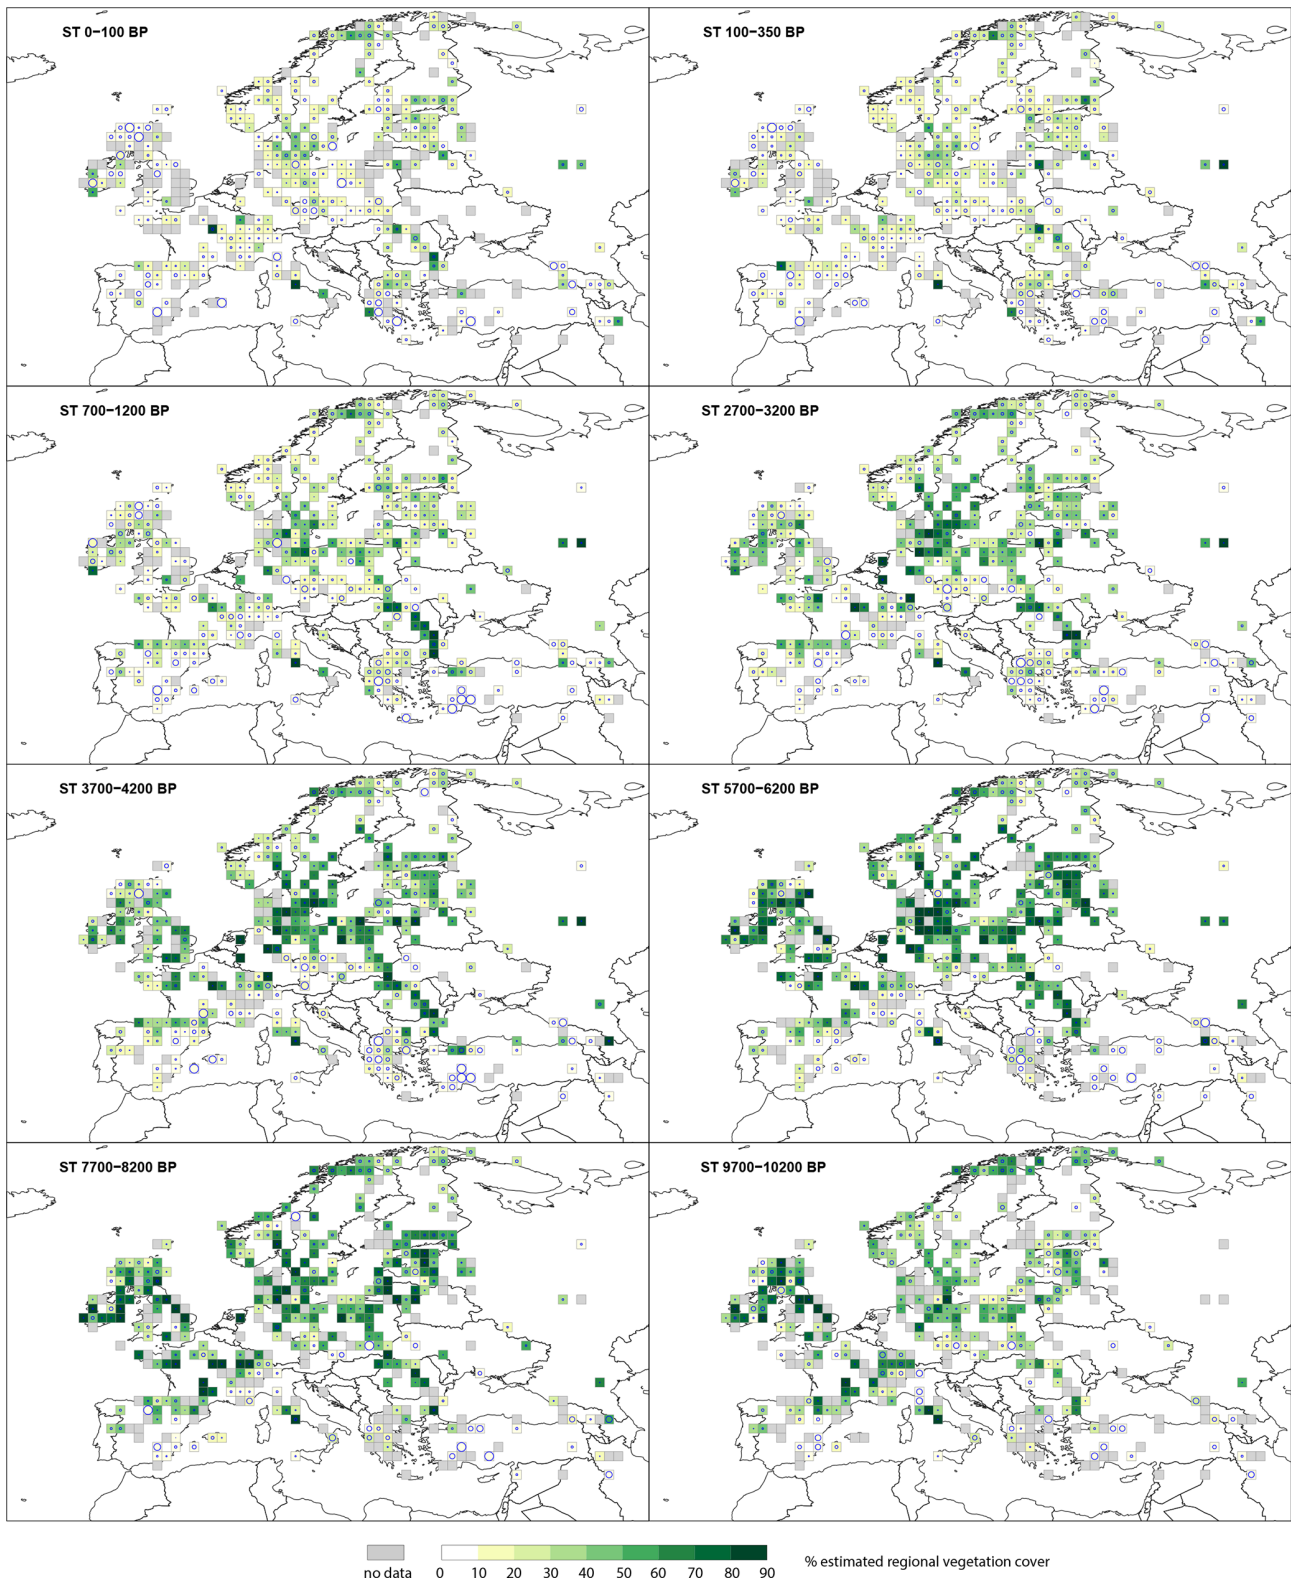 ST 0–100 BP
ST 100–350 BP
ST 700–1200 BP
ST 2700–3200 BP
ST 3700–4200 BP
ST 5700–6200 BP
ST 7700–8200 BP
ST 9700–10200 BP
no data
0 10 20 30 40 50 60 70 80 90
% estimated regional vegetation cover